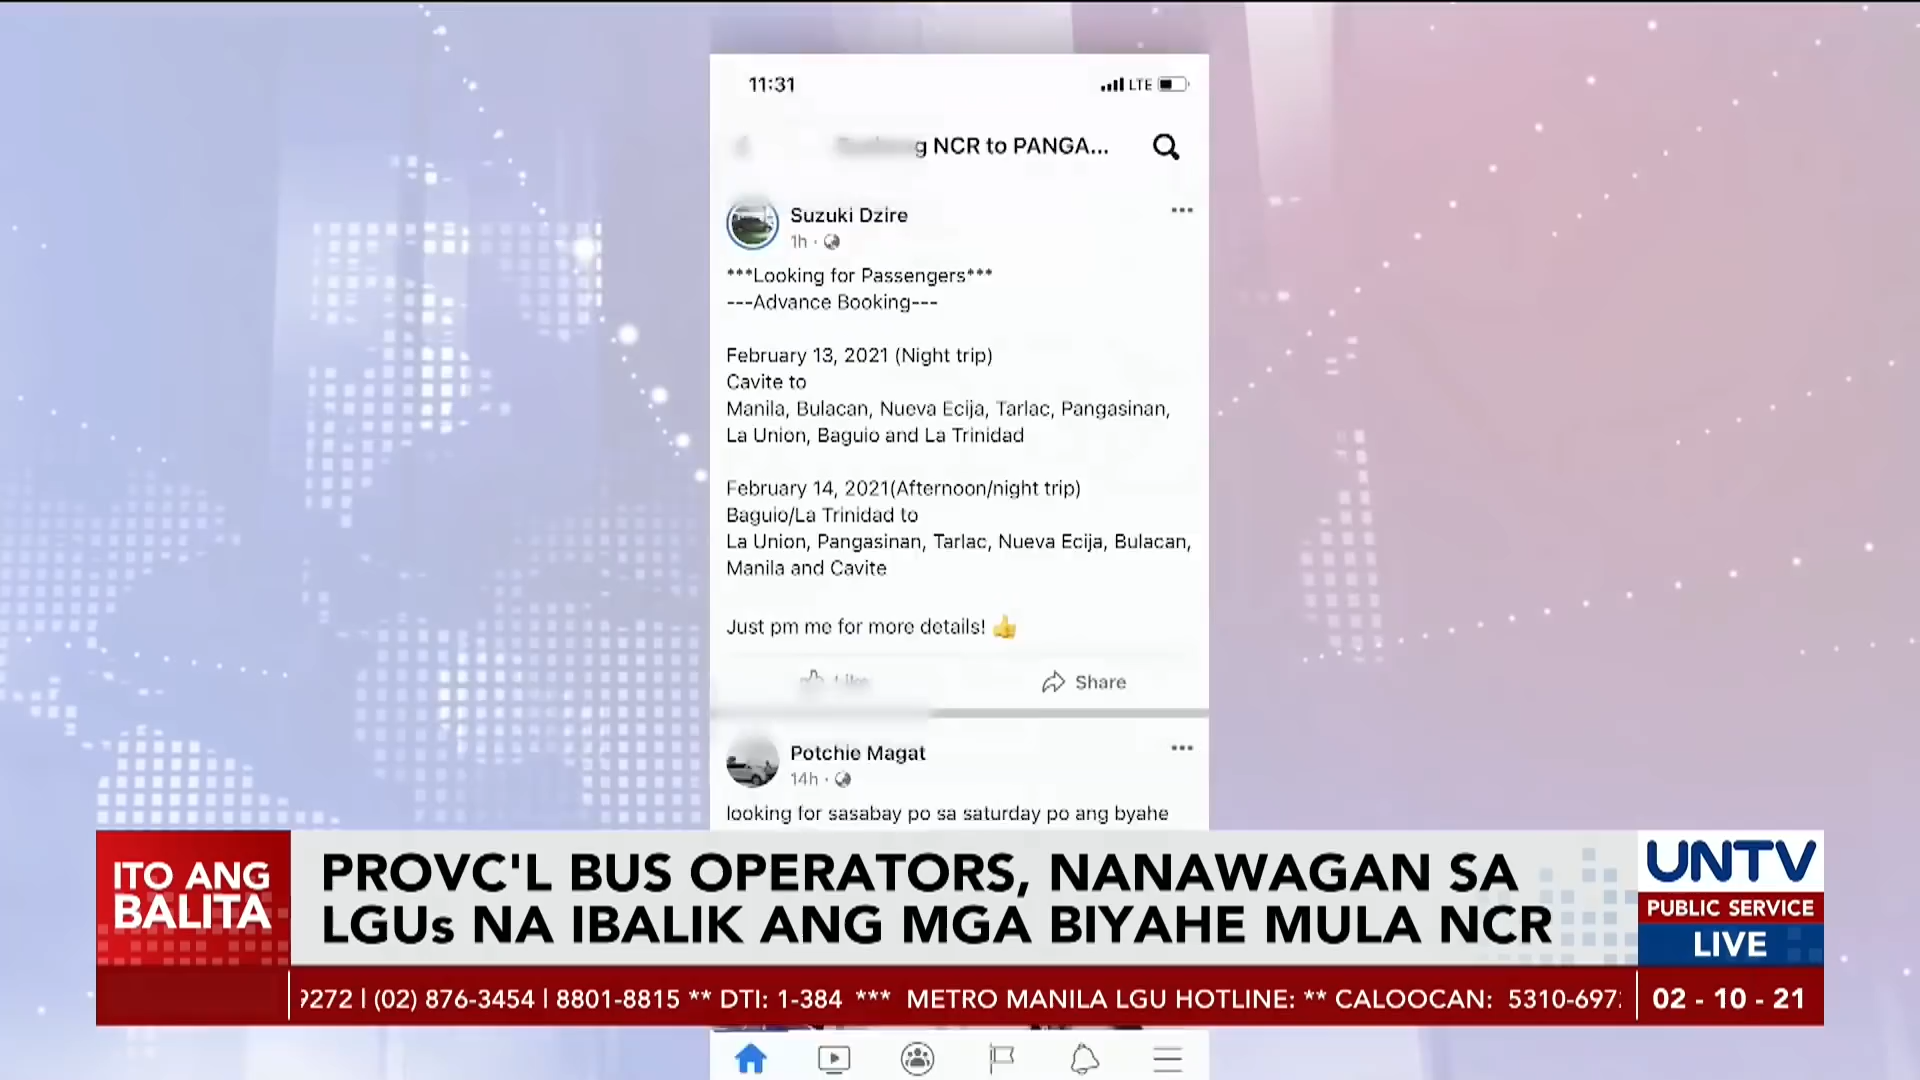 11:31
LTE
NCR to PANGA...
Suzuki Dzire
1h ·
***Looking for Passengers***
---Advance Booking---
February 13, 2021 (Night trip)
Cavite to
Manila, Bulacan, Nueva Ecija, Tarlac, Pangasinan,
La Union, Baguio and La Trinidad
February 14, 2021(Afternoon/night trip)
Baguio/La Trinidad to
La Union, Pangasinan, Tarlac, Nueva Ecija, Bulacan,
Manila and Cavite
Just pm me for more details! 👍
Like
Share
Potchie Magat
14h ·
looking for sasabay po sa saturday po ang byahe
ITO ANG
BALITA
PROVC'L BUS OPERATORS, NANAWAGAN SA
LGUs NA IBALIK ANG MGA BIYAHE MULA NCR
UNTV
PUBLIC SERVICE
LIVE
9272 | (02) 876-3454 | 8801-8815 ** DTI: 1-384 *** METRO MANILA LGU HOTLINE: ** CALOOCAN: 5310-697
02 - 10 - 21